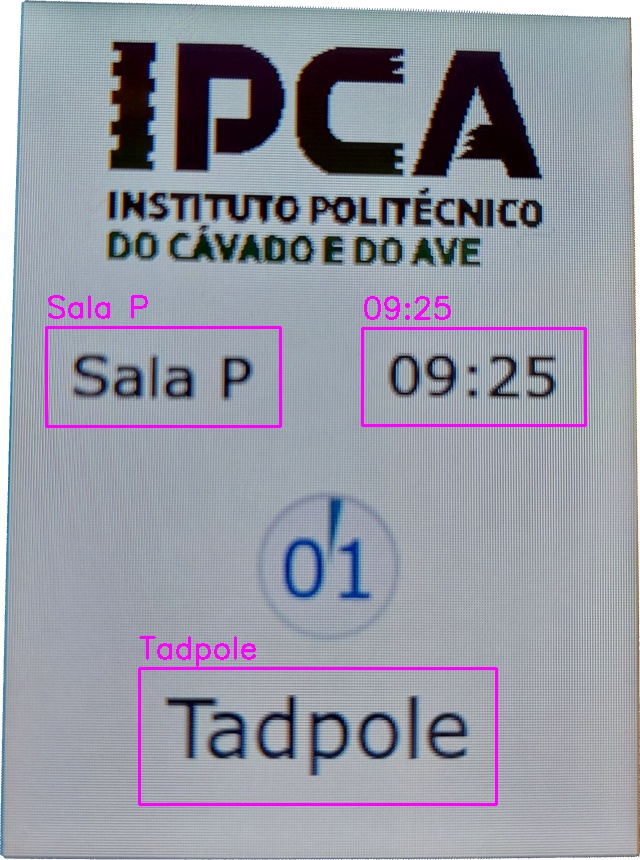 IPCA
INSTITUTO POLITÉCNICO
DO CÁVADO E DO AVE
Sala P 09:25
Sala P 09:25
01
Tadpole
Tadpole